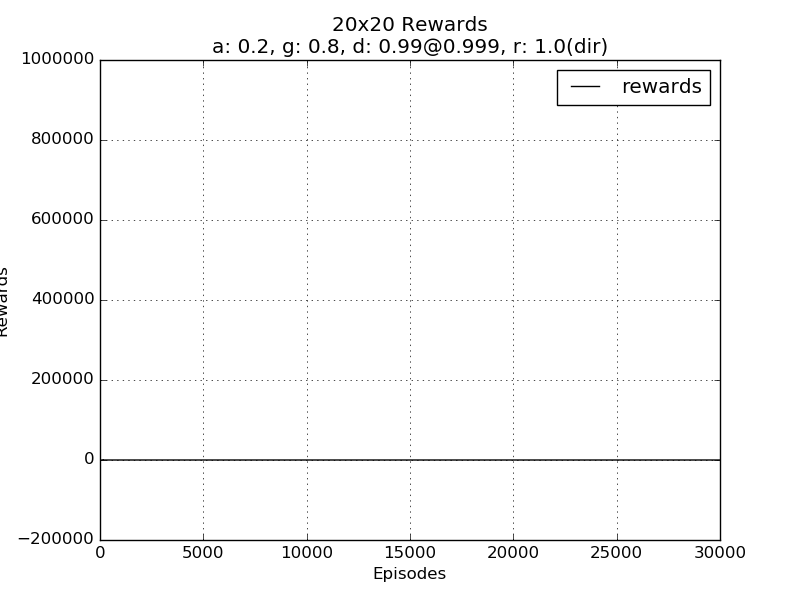 20x20 Rewards
a: 0.2, g: 0.8, d: 0.99@0.999, r: 1.0(dir)
1000000
rewards
800000
600000
400000
Rewards
200000
0
−200000
0 5000 10000 15000 20000 25000 30000
Episodes